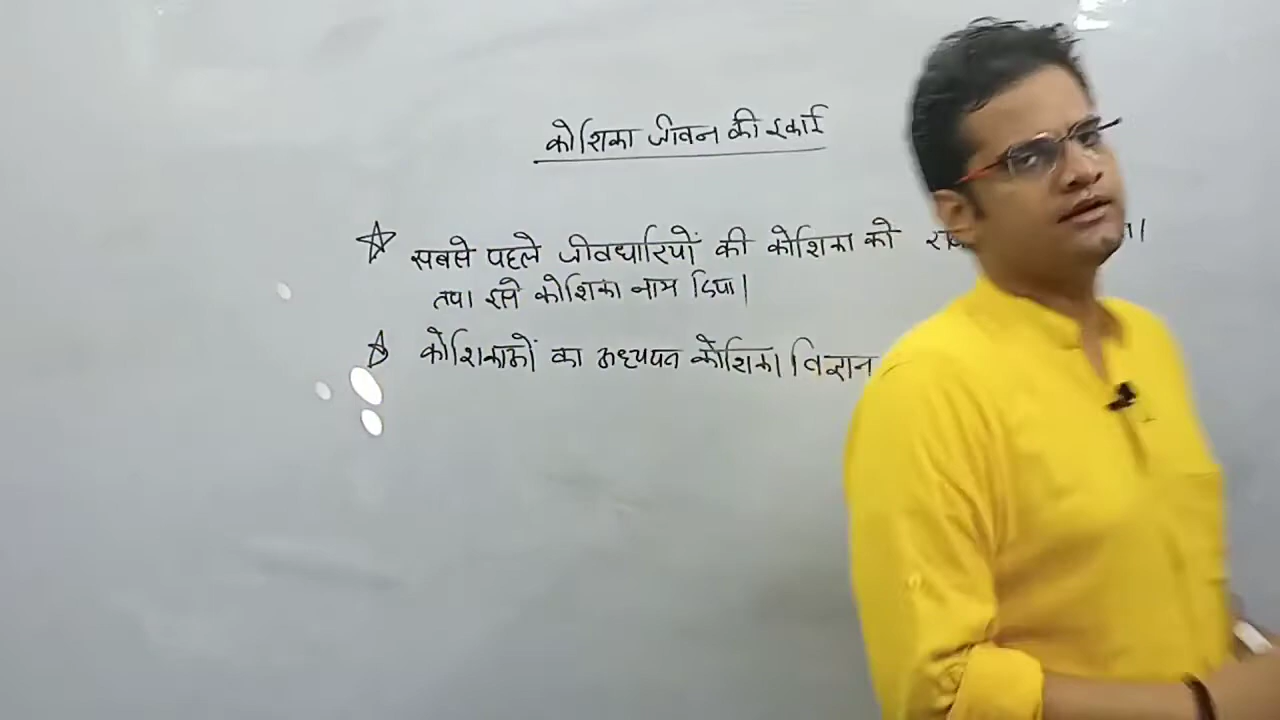 कोशिका जीवन की इकाई
सबसे पहले जीवधारियों की कोशिका को
तथा इसे कोशिका नाम दिया।
कोशिकाओं का अध्ययन कोशिका विज्ञान